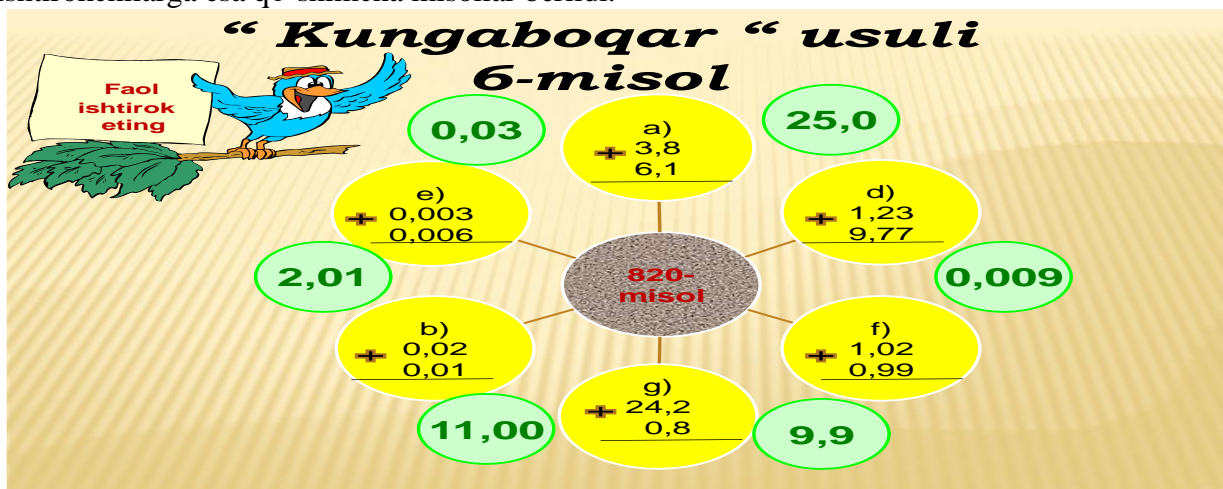 “ Kungaboqar “ usuli
6-misol
Faol
ishtirok
eting
0,03
a)
+ 3,8
6,1
25,0
e)
+ 0,003
0,006
d)
+ 1,23
9,77
2,01
820-
misol
0,009
b)
+ 0,02
0,01
f)
+ 1,02
0,99
g)
+ 24,2
0,8
11,00
9,9